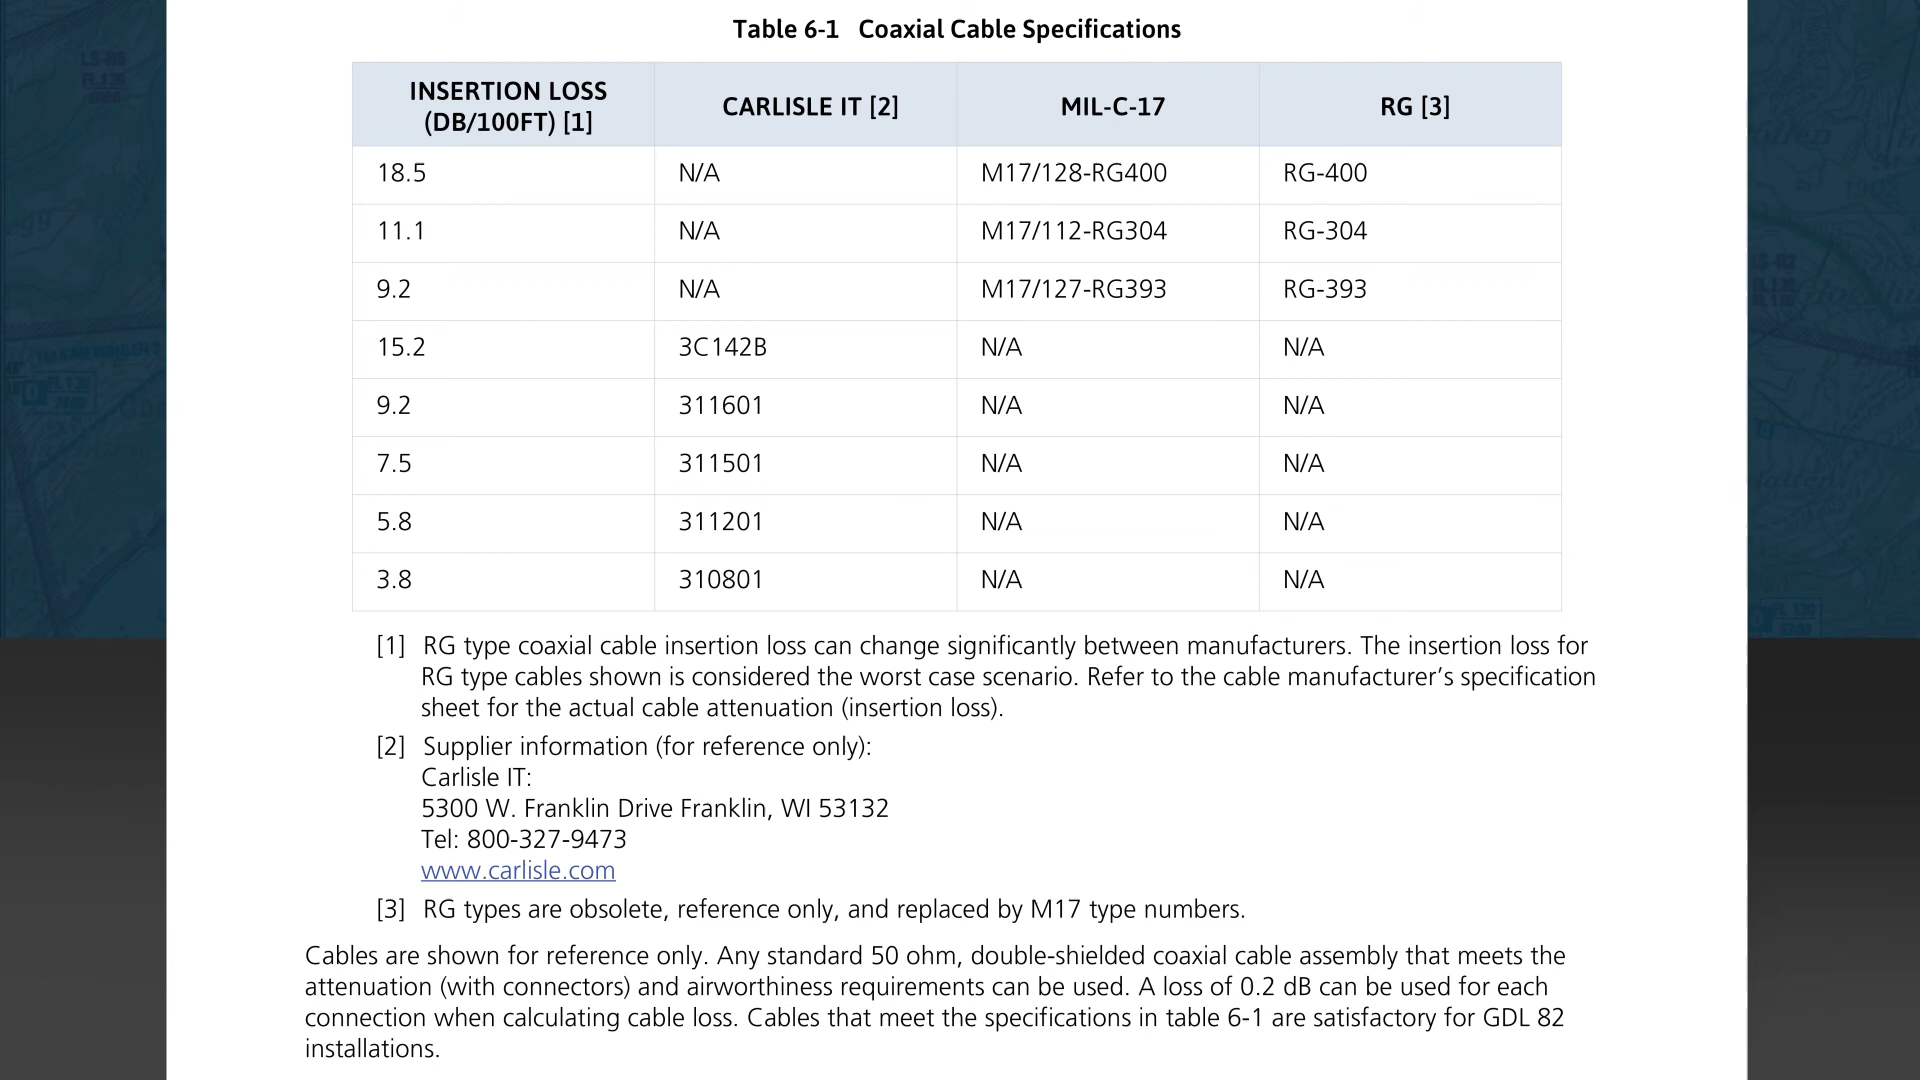 Table 6-1 Coaxial Cable Specifications
INSERTION LOSS (DB/100FT) [1] CARLISLE IT [2] MIL-C-17 RG [3]
18.5 N/A M17/128-RG400 RG-400
11.1 N/A M17/112-RG304 RG-304
9.2 N/A M17/127-RG393 RG-393
15.2 3C142B N/A N/A
9.2 311601 N/A N/A
7.5 311501 N/A N/A
5.8 311201 N/A N/A
3.8 310801 N/A N/A
[1] RG type coaxial cable insertion loss can change significantly between manufacturers. The insertion loss for
RG type cables shown is considered the worst case scenario. Refer to the cable manufacturer’s specification
sheet for the actual cable attenuation (insertion loss).
[2] Supplier information (for reference only):
Carlisle IT:
5300 W. Franklin Drive Franklin, WI 53132
Tel: 800-327-9473
www.carlisle.com
[3] RG types are obsolete, reference only, and replaced by M17 type numbers.
Cables are shown for reference only. Any standard 50 ohm, double-shielded coaxial cable assembly that meets the
attenuation (with connectors) and airworthiness requirements can be used. A loss of 0.2 dB can be used for each
connection when calculating cable loss. Cables that meet the specifications in table 6-1 are satisfactory for GDL 82
installations.